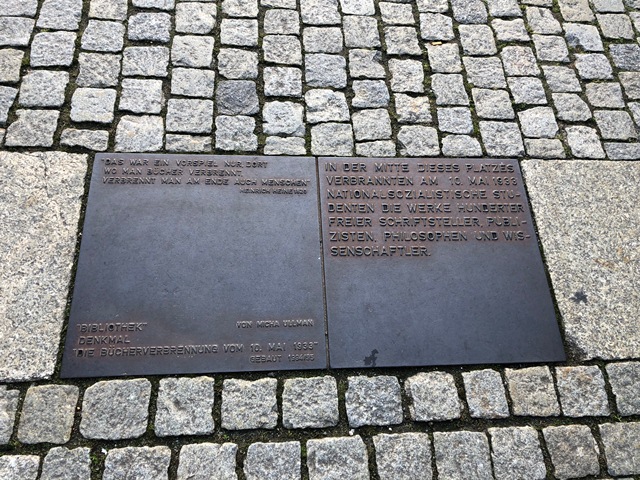 "DAS WAR EIN VORSPIEL NUR, DORT
WO MAN BÜCHER VERBRENNT,
VERBRENNT MAN AM ENDE AUCH MENSCHEN"
HEINRICH HEINE 1820
"BIBLIOTHEK"
VON MICHA ULLMAN
DENKMAL
"DIE BÜCHERVERBRENNUNG VOM 10. MAI 1933"
GEBAUT 1994/95
IN DER MITTE DIESES PLATZES
VERBRANNTEN AM 10. MAI 1933
NATIONALSOZIALISTISCHE STU-
DENTEN DIE WERKE HUNDERTER
FREIER SCHRIFTSTELLER, PUBLI-
ZISTEN, PHILOSOPHEN UND WIS-
SENSCHAFTLER.